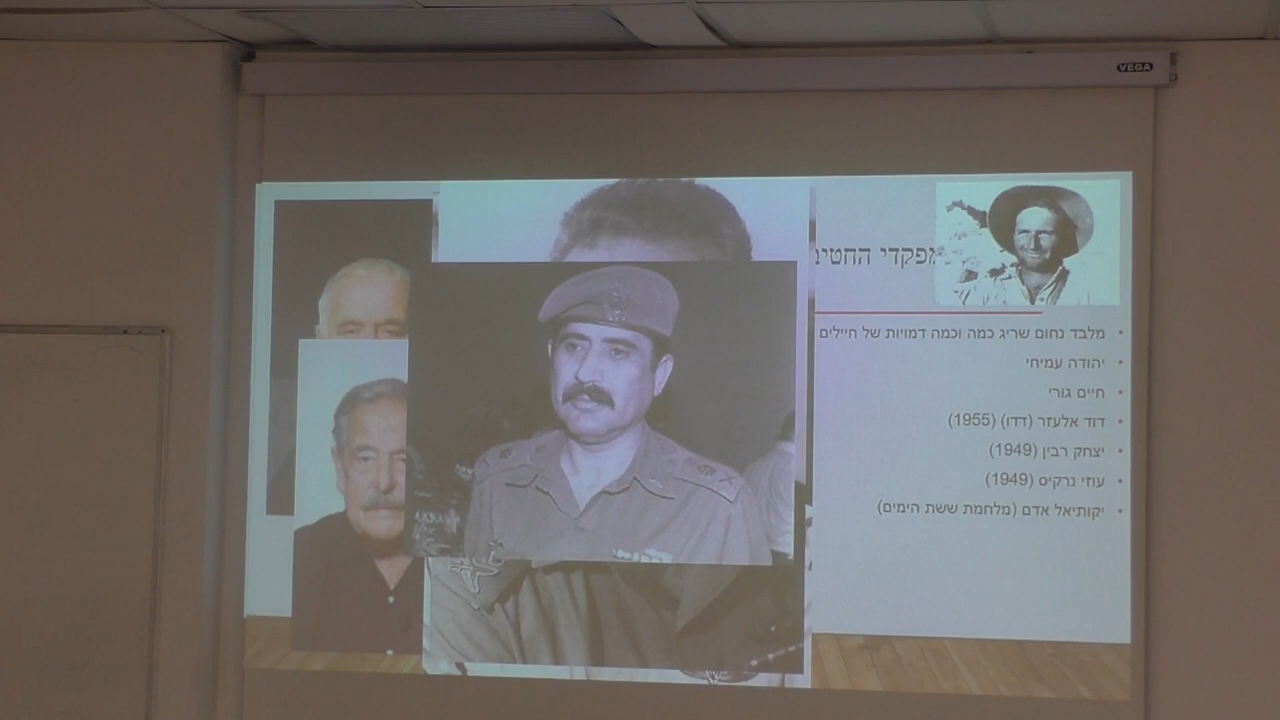 VEGA
מפקדי החטיב
מלבד נחום שריג כמה וכמה דמויות של חיילים
יהודה עמיחי
חיים גורי
דוד אלעזר (דדו) (1955)
יצחק רבין (1949)
עוזי נרקיס (1949)
יקותיאל אדם (מלחמת ששת הימים)